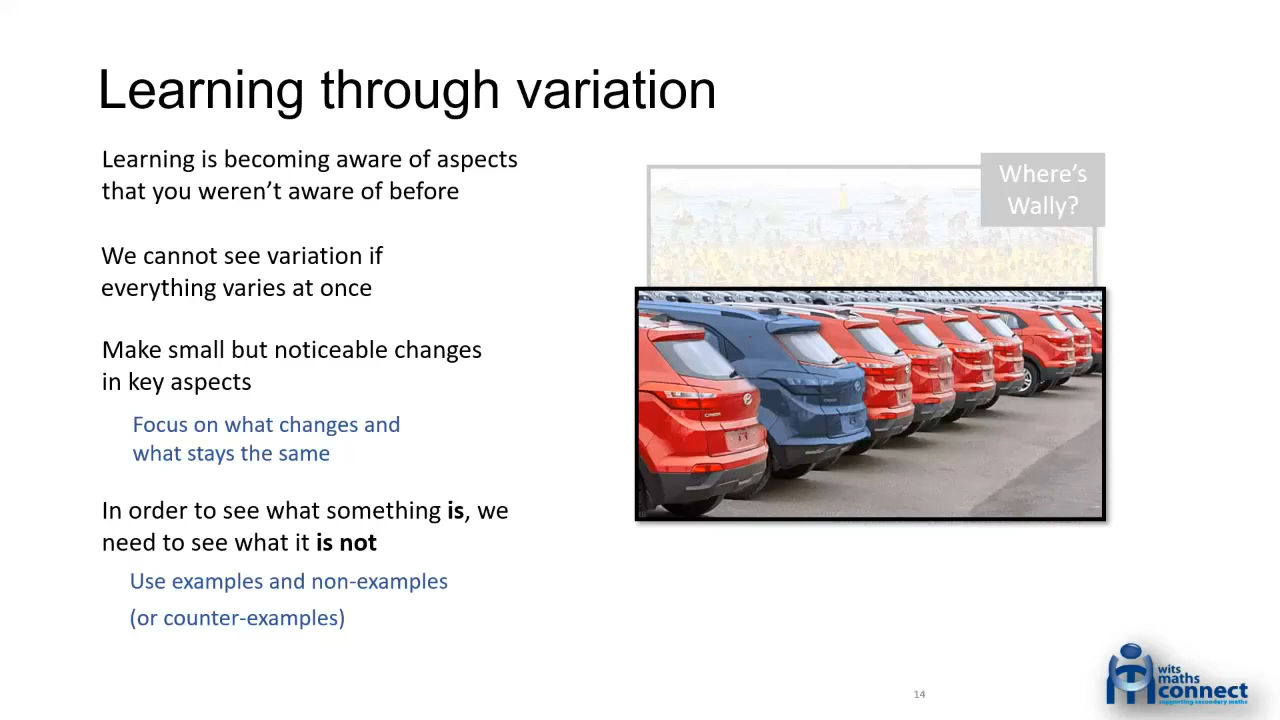 Learning through variation
Learning is becoming aware of aspects
that you weren’t aware of before
We cannot see variation if
everything varies at once
Make small but noticeable changes
in key aspects
Focus on what changes and
what stays the same
In order to see what something is, we
need to see what it is not
Use examples and non-examples
(or counter-examples)
Where’s
Wally?
14
wits
maths
connect
supporting secondary maths